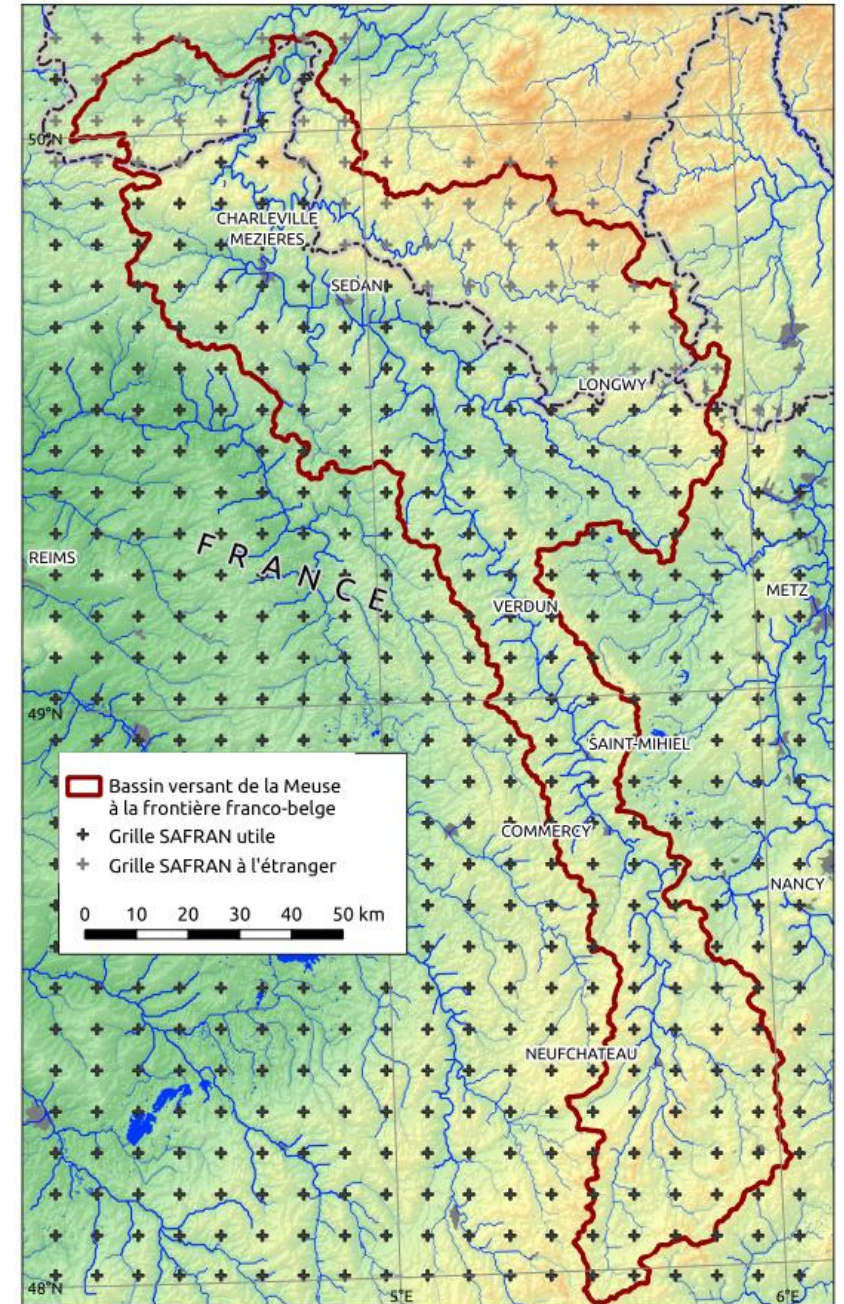 50°N
CHARLEVILLE
MEZIERES
SEDAN
LONGWY
FRANCE
REIMS
METZ
VERDUN
49°N
SAINT-MIHIEL
Bassin versant de la Meuse
à la frontière franco-belge
Grille SAFRAN utile
Grille SAFRAN à l'étranger
0 10 20 30 40 50 km
COMMERCY
NANCY
NEUFCHATEAU
48°N
5°E
6°E